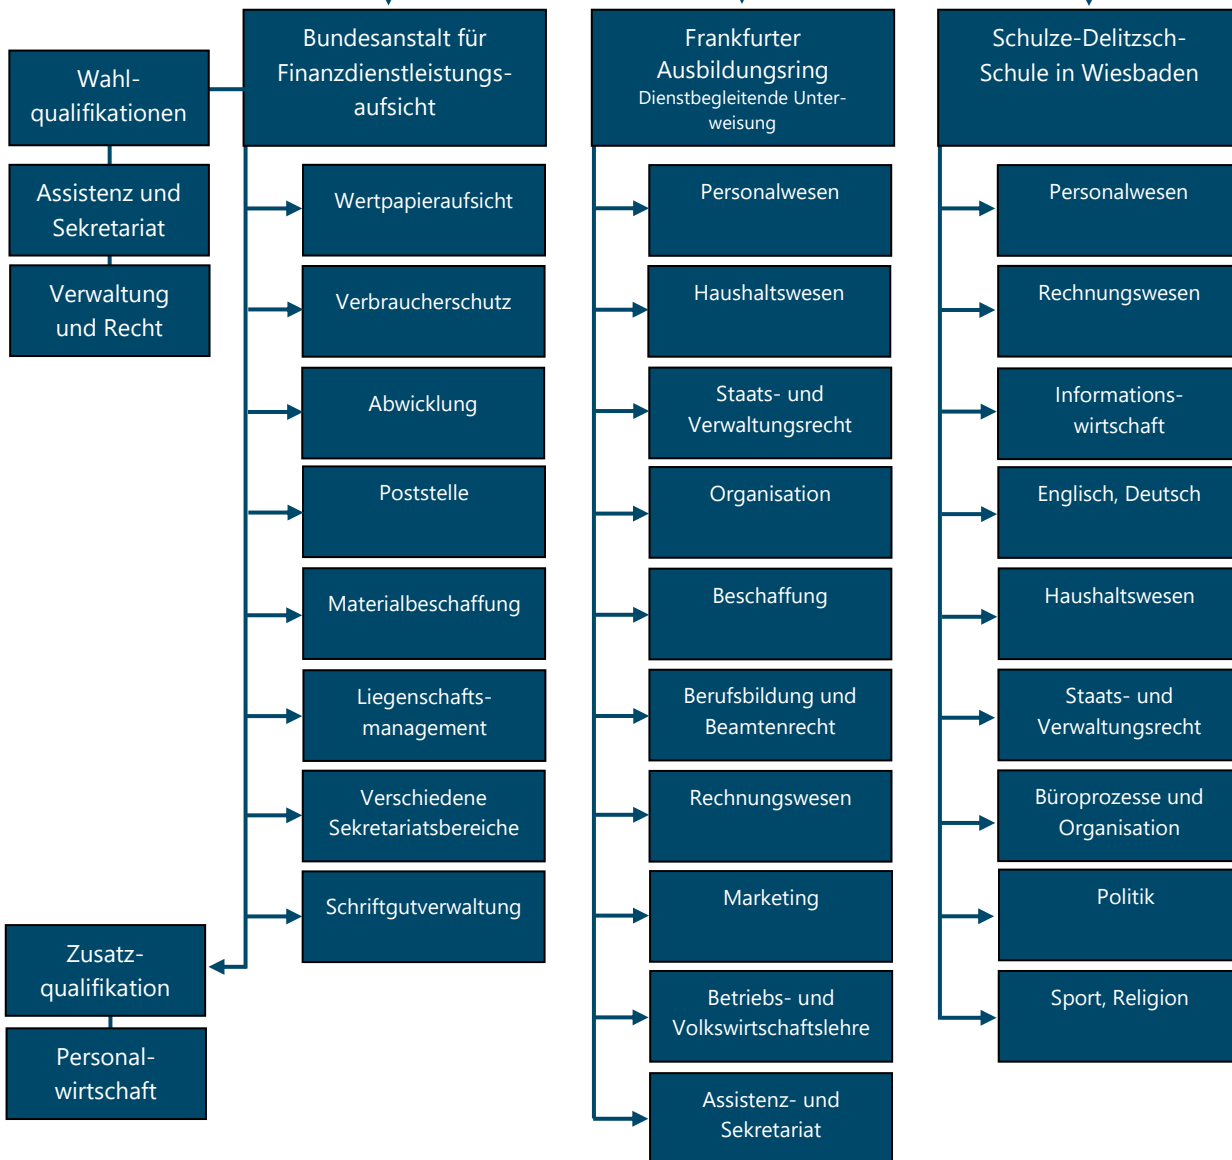 Wahl-
qualifikationen
Assistenz und
Sekretariat
Verwaltung
und Recht
Bundesanstalt für
Finanzdienstleistungs-
aufsicht
Wertpapieraufsicht
Verbraucherschutz
Abwicklung
Poststelle
Materialbeschaffung
Liegenschafts-
management
Verschiedene
Sekretariatsbereiche
Schriftgutverwaltung
Zusatz-
qualifikation
Personal-
wirtschaft
Frankfurter
Ausbildungsring
Dienstbegleitende Unter-
weisung
Personalwesen
Haushaltswesen
Staats- und
Verwaltungsrecht
Organisation
Beschaffung
Berufsbildung und
Beamtenrecht
Rechnungswesen
Marketing
Betriebs- und
Volkswirtschaftslehre
Assistenz- und
Sekretariat
Schulze-Delitzsch-
Schule in Wiesbaden
Personalwesen
Rechnungswesen
Informations-
wirtschaft
Englisch, Deutsch
Haushaltswesen
Staats- und
Verwaltungsrecht
Büroprozesse und
Organisation
Politik
Sport, Religion